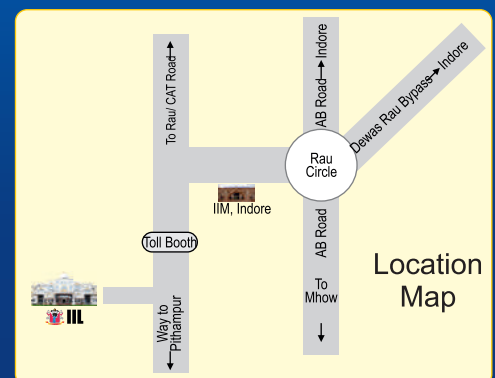 To Rau/ CAT Road
AB Road
Indore
Dewas Rau Bypass
Indore
Rau
Circle
IIM, Indore
AB Road
Toll Booth
To
Mhow
Location
Map
IIL
Way to
Pithampur